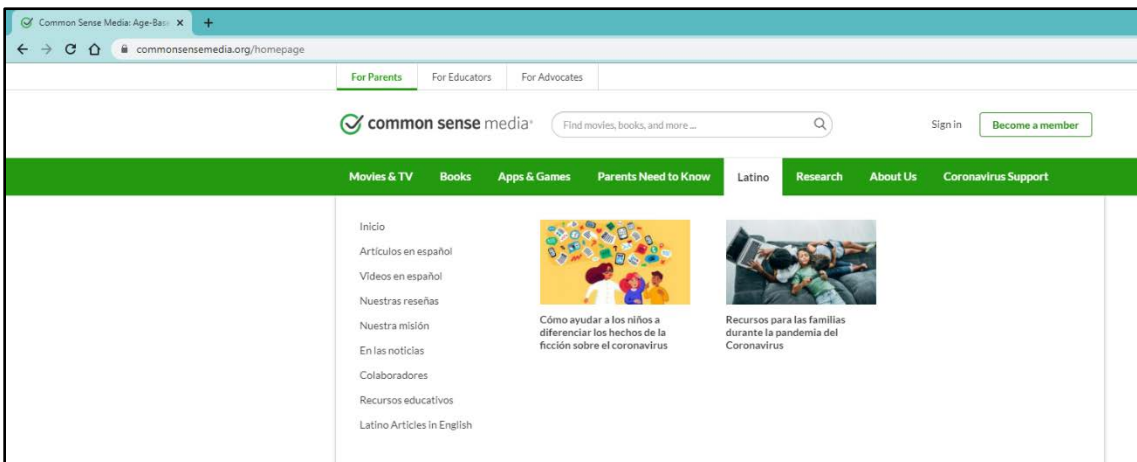 Common Sense Media: Age-Bas
commonsensemedia.org/homepage
For Parents For Educators For Advocates
common sense media®
Find movies, books, and more ...
Sign in Become a member
Movies & TV Books Apps & Games Parents Need to Know Latino Research About Us Coronavirus Support
Inicio
Artículos en español
Videos en español
Nuestras reseñas
Nuestra misión
En las noticias
Colaboradores
Recursos educativos
Latino Articles in English
Cómo ayudar a los niños a
diferenciar los hechos de la
ficción sobre el coronavirus
Recursos para las familias
durante la pandemia del
Coronavirus